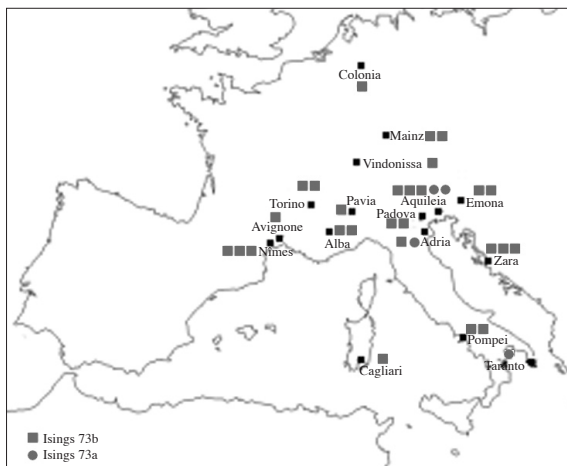 Colonia
Mainz
Vindonissa
Torino
Pavia
Aquileia
Emona
Padova
Avignone
Nîmes
Alba
Adria
Zara
Pompei
Cagliari
Taranto
Isings 73b
Isings 73a